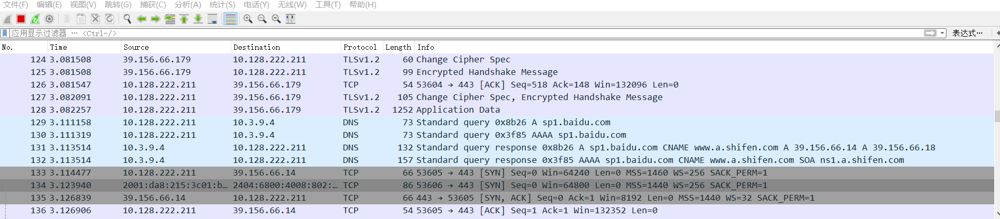 文件(F) 编辑(E) 视图(V) 跳转(G) 捕获(C) 分析(A) 统计(S) 电话(Y) 无线(W) 工具(T) 帮助(H)
应用显示过滤器 … <Ctrl-/> 表达式… +
No. Time Source Destination Protocol Length Info
124 3.081508 39.156.66.179 10.128.222.211 TLSv1.2 60 Change Cipher Spec
125 3.081508 39.156.66.179 10.128.222.211 TLSv1.2 99 Encrypted Handshake Message
126 3.081547 10.128.222.211 39.156.66.179 TCP 54 53604 → 443 [ACK] Seq=518 Ack=148 Win=132096 Len=0
127 3.082091 10.128.222.211 39.156.66.179 TLSv1.2 105 Change Cipher Spec, Encrypted Handshake Message
128 3.082257 10.128.222.211 39.156.66.179 TLSv1.2 1252 Application Data
129 3.111158 10.128.222.211 10.3.9.4 DNS 73 Standard query 0x8b26 A sp1.baidu.com
130 3.111319 10.128.222.211 10.3.9.4 DNS 73 Standard query 0x3f85 AAAA sp1.baidu.com
131 3.113514 10.3.9.4 10.128.222.211 DNS 132 Standard query response 0x8b26 A sp1.baidu.com CNAME www.a.shifen.com A 39.156.66.14 A 39.156.66.18
132 3.113514 10.3.9.4 10.128.222.211 DNS 157 Standard query response 0x3f85 AAAA sp1.baidu.com CNAME www.a.shifen.com SOA ns1.a.shifen.com
133 3.114477 10.128.222.211 39.156.66.14 TCP 66 53605 → 443 [SYN] Seq=0 Win=64240 Len=0 MSS=1460 WS=256 SACK_PERM=1
134 3.123940 2001:da8:215:3c01:b… 2404:6800:4008:802:… TCP 86 53606 → 443 [SYN] Seq=0 Win=64800 Len=0 MSS=1440 WS=256 SACK_PERM=1
135 3.126839 39.156.66.14 10.128.222.211 TCP 66 443 → 53605 [SYN, ACK] Seq=0 Ack=1 Win=8192 Len=0 MSS=1440 WS=32 SACK_PERM=1
136 3.126906 10.128.222.211 39.156.66.14 TCP 54 53605 → 443 [ACK] Seq=1 Ack=1 Win=132352 Len=0